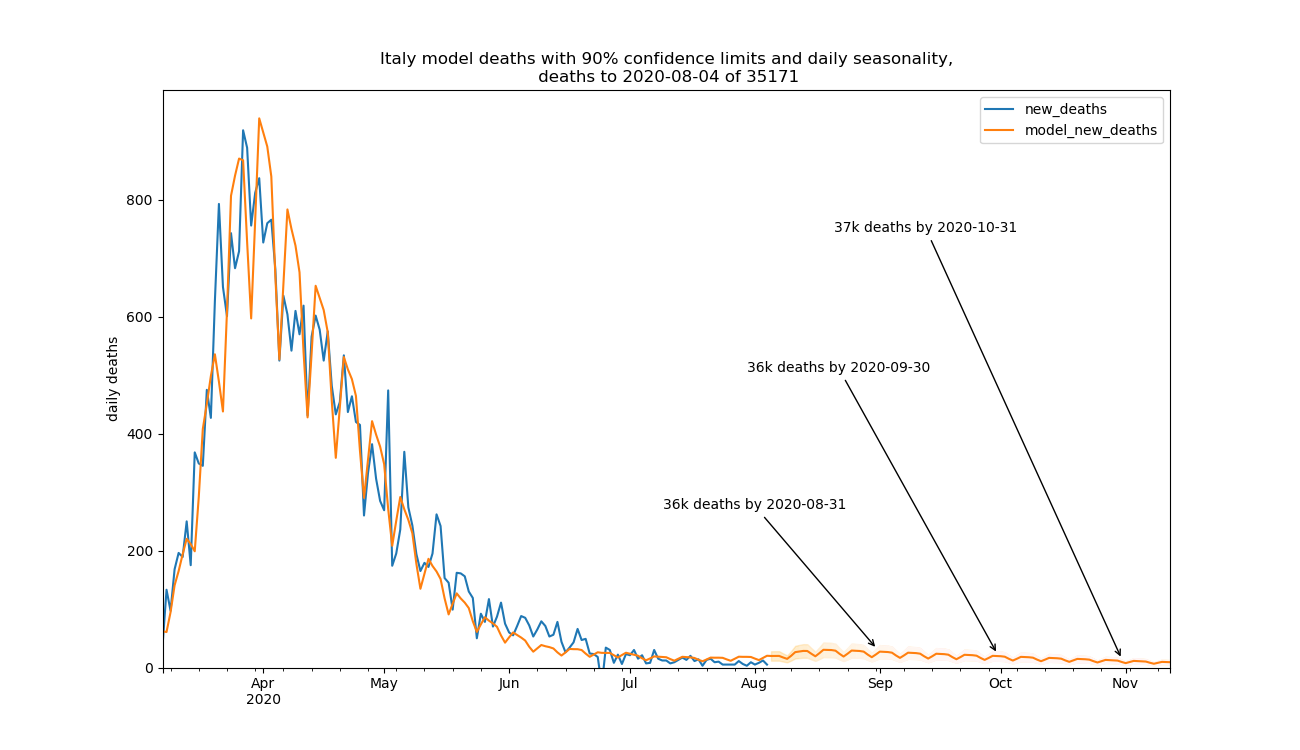 Italy model deaths with 90% confidence limits and daily seasonality,
deaths to 2020-08-04 of 35171
new_deaths
model_new_deaths
800
37k deaths by 2020-10-31
600
36k deaths by 2020-09-30
daily deaths
400
36k deaths by 2020-08-31
200
0
Apr May Jun Jul Aug Sep Oct Nov
2020